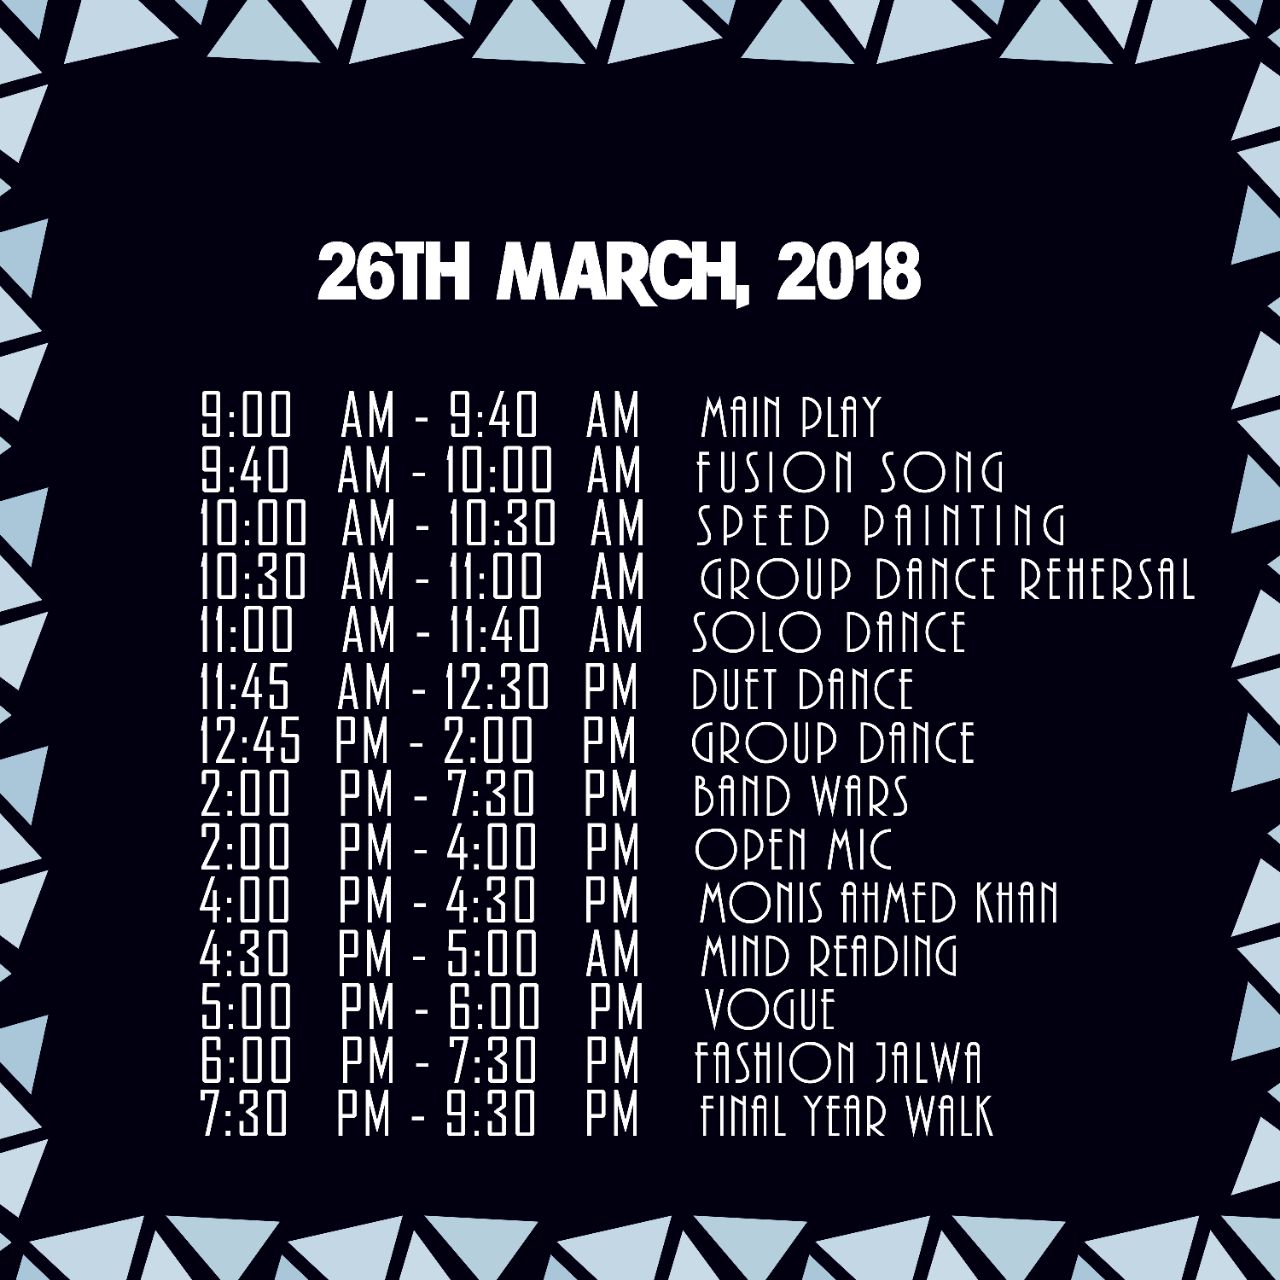 26TH MARCH, 2018
9:00 AM - 9:40 AM MAIN PLAY
9:40 AM - 10:00 AM FUSION SONG
10:00 AM - 10:30 AM SPEED PAINTING
10:30 AM - 11:00 AM GROUP DANCE REHERSAL
11:00 AM - 11:40 AM SOLO DANCE
11:45 AM - 12:30 PM DUET DANCE
12:45 PM - 2:00 PM GROUP DANCE
2:00 PM - 7:30 PM BAND WARS
2:00 PM - 4:00 PM OPEN MIC
4:00 PM - 4:30 PM MONIS AHMED KHAN
4:30 PM - 5:00 AM MIND READING
5:00 PM - 6:00 PM VOGUE
6:00 PM - 7:30 PM FASHION JALWA
7:30 PM - 9:30 PM FINAL YEAR WALK